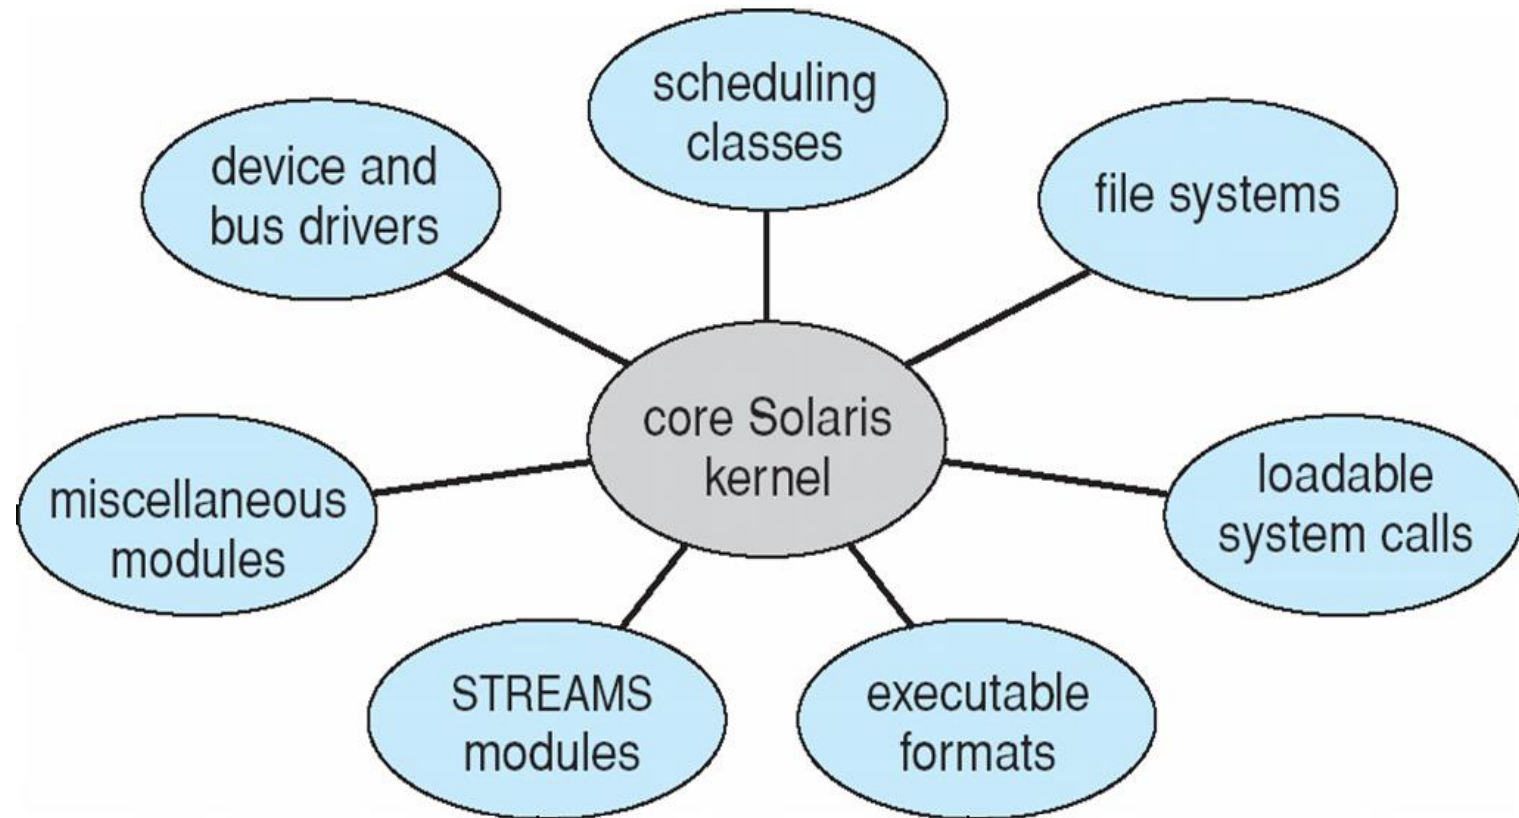 scheduling
classes
device and
bus drivers
file systems
core Solaris
kernel
miscellaneous
modules
loadable
system calls
STREAMS
modules
executable
formats